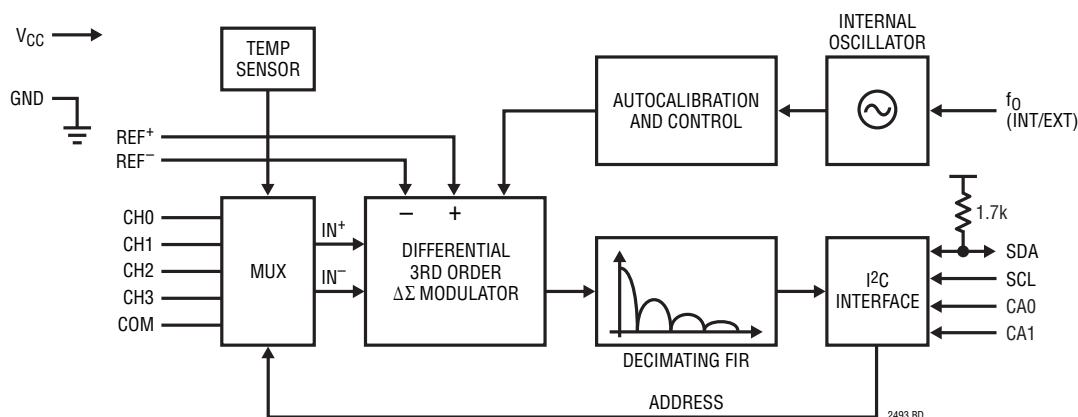 V_CC
GND
TEMP
SENSOR
REF⁺
REF⁻
CH0
CH1
CH2
CH3
COM
MUX
IN⁺
IN⁻
– +
DIFFERENTIAL
3RD ORDER
ΔΣ MODULATOR
AUTOCALIBRATION
AND CONTROL
INTERNAL
OSCILLATOR
f_O
(INT/EXT)
DECIMATING FIR
I²C
INTERFACE
1.7k
SDA
SCL
CA0
CA1
ADDRESS
2493 BD